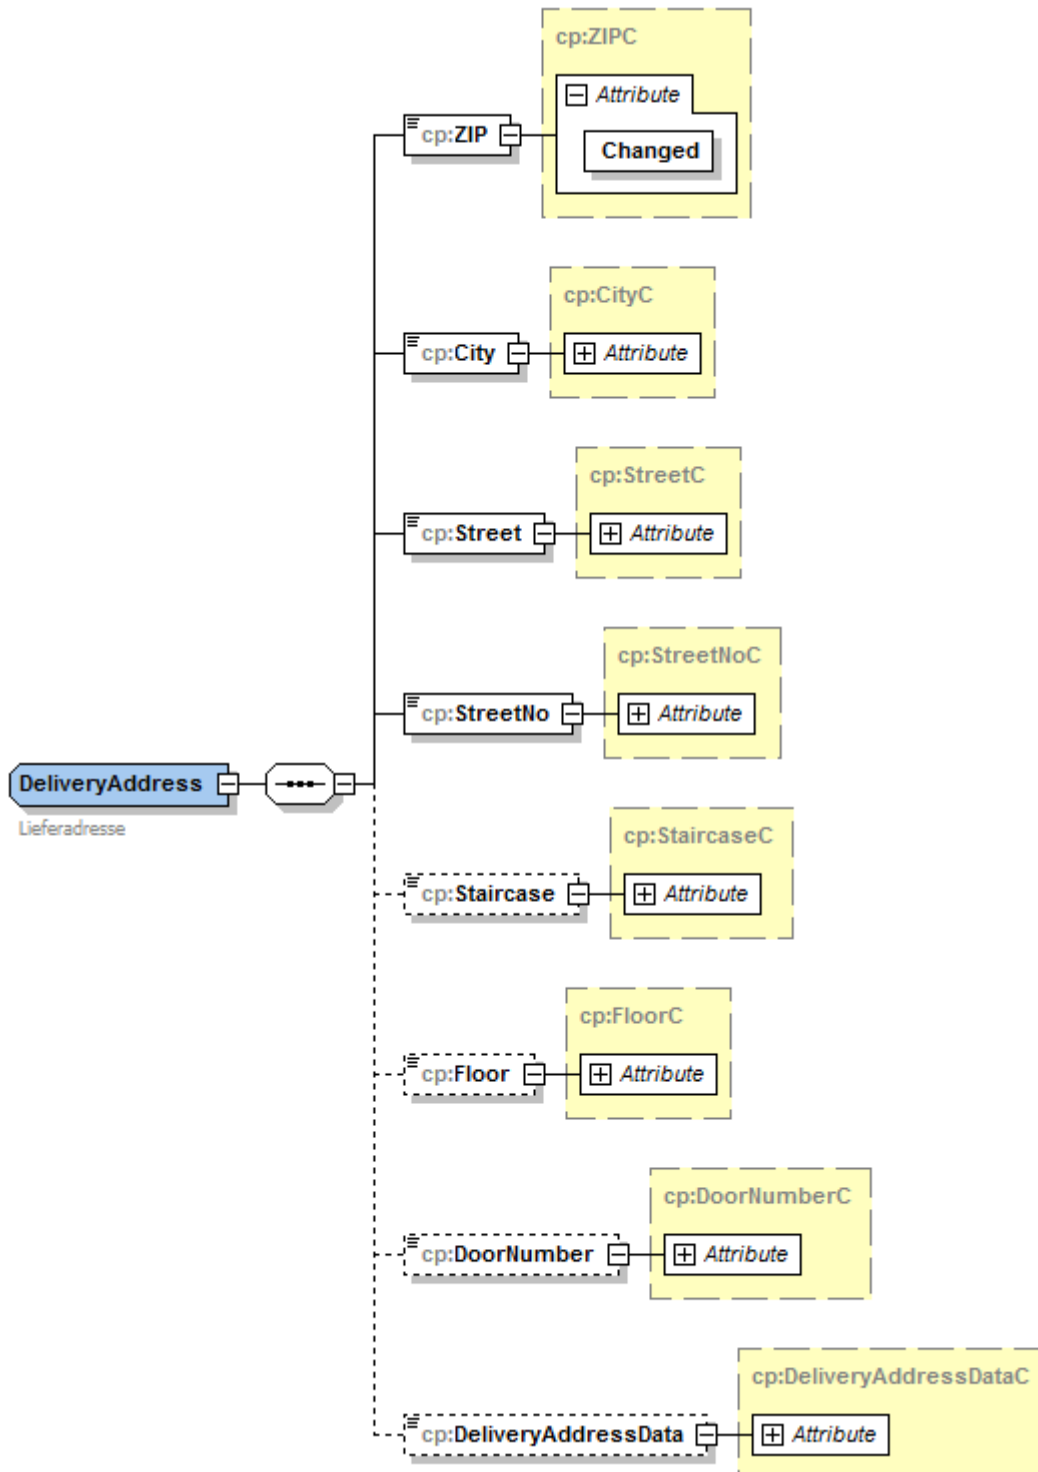 cp:ZIPC
Attribute
cp:ZIP
Changed
cp:CityC
cp:City
Attribute
cp:StreetC
cp:Street
Attribute
cp:StreetNoC
cp:StreetNo
Attribute
DeliveryAddress
Lieferadresse
cp:StaircaseC
cp:Staircase
Attribute
cp:FloorC
cp:Floor
Attribute
cp:DoorNumberC
cp:DoorNumber
Attribute
cp:DeliveryAddressDataC
cp:DeliveryAddressData
Attribute